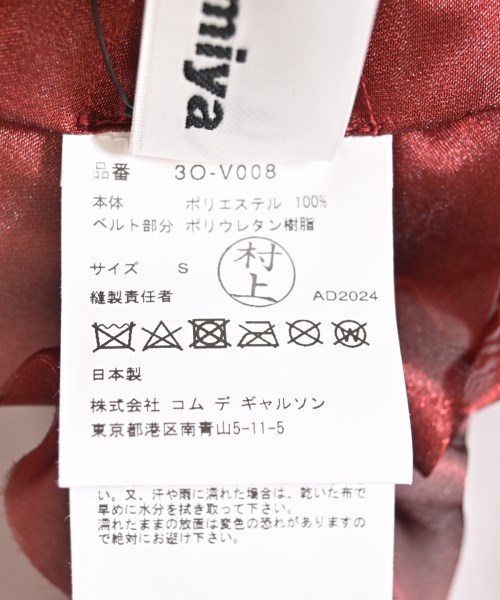 miya
品番 3O-V008
本体 ポリエステル 100%
ベルト部分 ポリウレタン樹脂
サイズ S
村上
縫製責任者 AD2024
W
日本製
株式会社 コム デ ギャルソン
東京都港区南青山5-11-5
い。又、汗や雨に濡れた場合は、乾いた布で
早めに水分を拭き取って下さい。
濡れたままの放置は変色の恐れがありますので
絶対にお避け下さい。